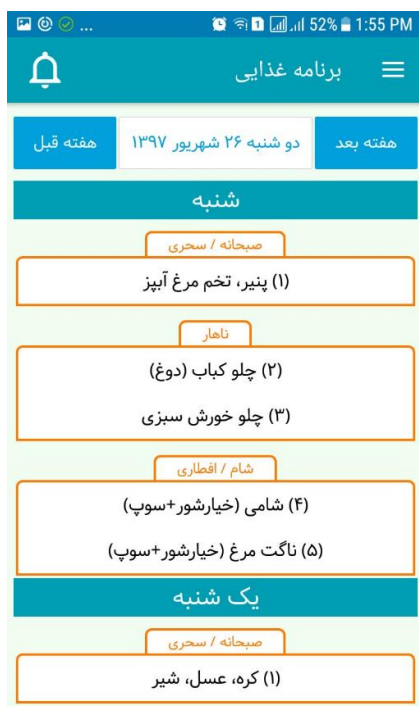 ... 52% 1:55 PM
برنامه غذایی
هفته بعد
دو شنبه ۲۶ شهریور ۱۳۹۷
هفته قبل
شنبه
صبحانه / سحری
(۱) پنیر، تخم مرغ آبپز
ناهار
(۲) چلو کباب (دوغ)
(۳) چلو خورش سبزی
شام / افطاری
(۴) شامی (خیارشور+سوپ)
(۵) ناگت مرغ (خیارشور+سوپ)
یک شنبه
صبحانه / سحری
(۱) کره، عسل، شیر